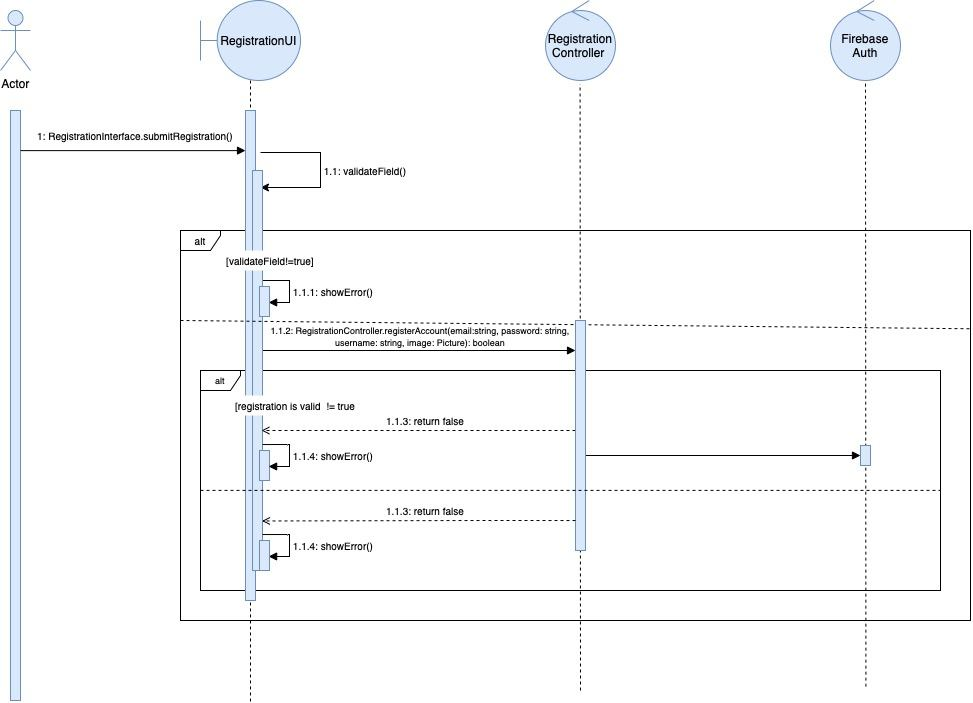 RegistrationUI
Registration
Controller
Firebase
Auth
Actor
1: RegistrationInterface.submitRegistration()
1.1: validateField()
alt
[validateField!=true]
1.1.1: showError()
1.1.2: RegistrationController.registerAccount(email:string, password: string,
username: string, image: Picture): boolean
alt
[registration is valid != true
1.1.3: return false
1.1.4: showError()
1.1.3: return false
1.1.4: showError()